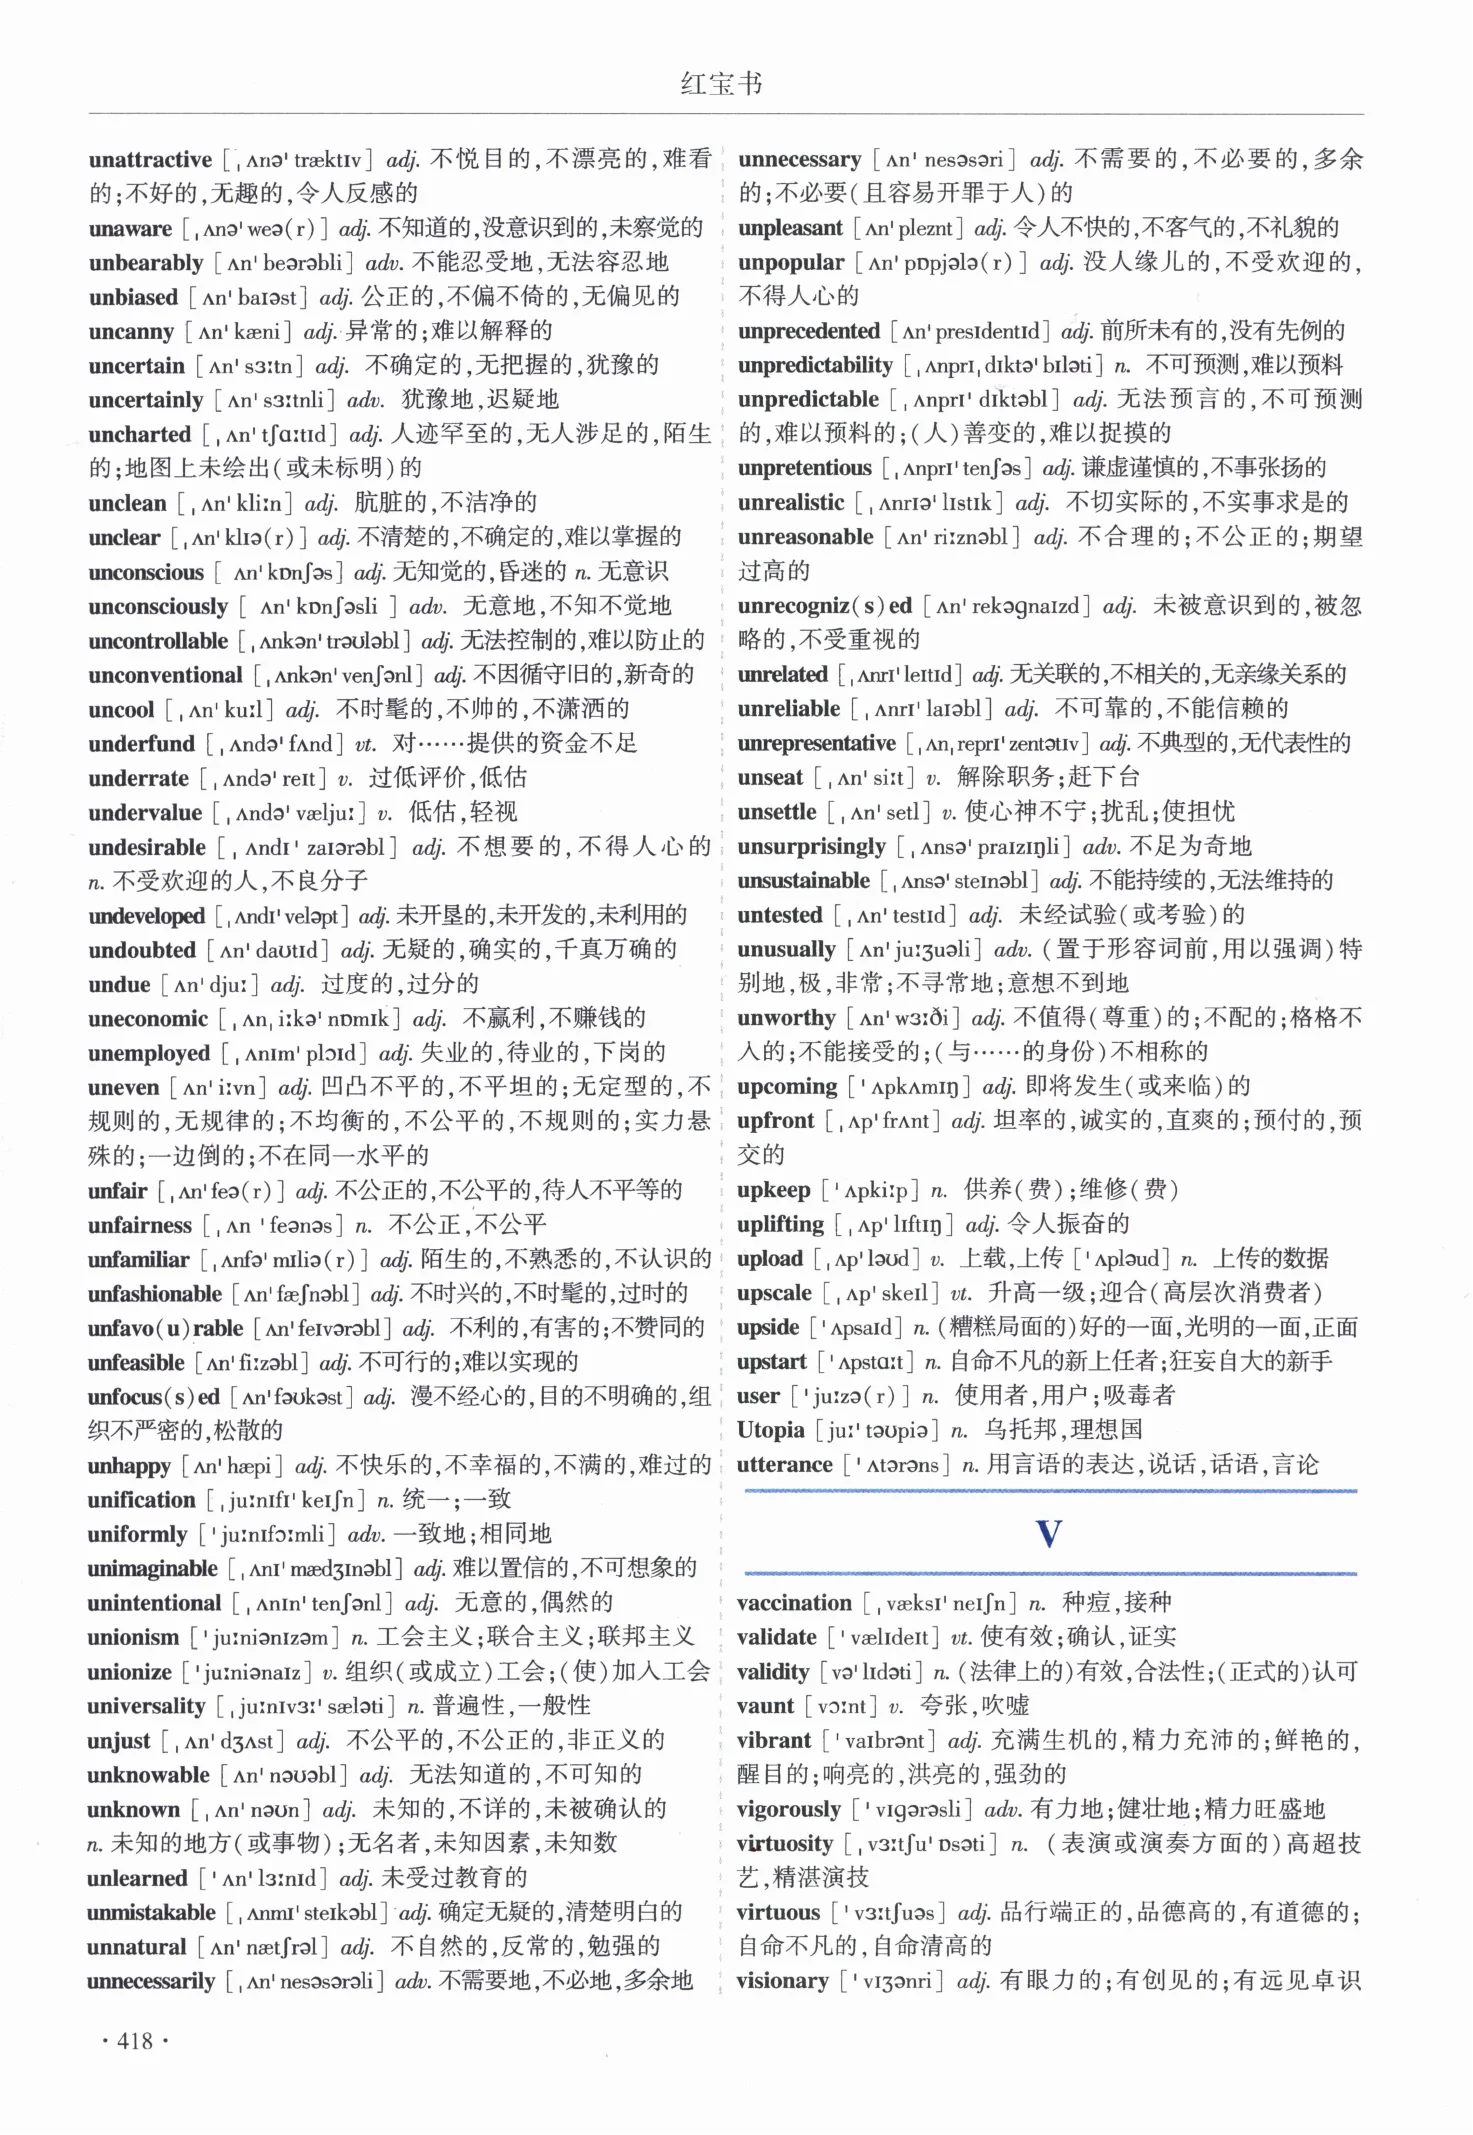 红宝书
unattractive [ˌʌnəˈtræktɪv] adj. 不悦目的,不漂亮的,难看
的;不好的,无趣的,令人反感的
unaware [ˌʌnəˈweə(r)] adj. 不知道的,没意识到的,未察觉的
unbearably [ʌnˈbeərəbli] adv. 不能忍受地,无法容忍地
unbiased [ʌnˈbaɪəst] adj. 公正的,不偏不倚的,无偏见的
uncanny [ʌnˈkæni] adj. 异常的;难以解释的
uncertain [ʌnˈsɜːtn] adj. 不确定的,无把握的,犹豫的
uncertainly [ʌnˈsɜːtnli] adv. 犹豫地,迟疑地
uncharted [ˌʌnˈtʃɑːtɪd] adj. 人迹罕至的,无人涉足的,陌生
的;地图上未绘出(或未标明)的
unclean [ˌʌnˈkliːn] adj. 肮脏的,不洁净的
unclear [ˌʌnˈklɪə(r)] adj. 不清楚的,不确定的,难以掌握的
unconscious [ʌnˈkɒnʃəs] adj. 无知觉的,昏迷的 n. 无意识
unconsciously [ʌnˈkɒnʃəsli] adv. 无意地,不知不觉地
uncontrollable [ˌʌnkənˈtrəʊləbl] adj. 无法控制的,难以防止的
unconventional [ˌʌnkənˈvenʃənl] adj. 不因循守旧的,新奇的
uncool [ˌʌnˈkuːl] adj. 不时髦的,不帅的,不潇洒的
underfund [ˌʌndəˈfʌnd] vt. 对……提供的资金不足
underrate [ˌʌndəˈreɪt] v. 过低评价,低估
undervalue [ˌʌndəˈvæljuː] v. 低估,轻视
undesirable [ˌʌndɪˈzaɪərəbl] adj. 不想要的,不得人心的
n. 不受欢迎的人,不良分子
undeveloped [ˌʌndɪˈveləpt] adj. 未开垦的,未开发的,未利用的
undoubted [ʌnˈdaʊtɪd] adj. 无疑的,确实的,千真万确的
undue [ʌnˈdjuː] adj. 过度的,过分的
uneconomic [ˌʌnˌiːkəˈnɒmɪk] adj. 不赢利,不赚钱的
unemployed [ˌʌnɪmˈplɔɪd] adj. 失业的,待业的,下岗的
uneven [ʌnˈiːvn] adj. 凹凸不平的,不平坦的;无定型的,不
规则的,无规律的;不均衡的,不公平的,不规则的;实力悬
殊的;一边倒的;不在同一水平的
unfair [ˌʌnˈfeə(r)] adj. 不公正的,不公平的,待人不平等的
unfairness [ˌʌnˈfeənəs] n. 不公正,不公平
unfamiliar [ˌʌnfəˈmɪliə(r)] adj. 陌生的,不熟悉的,不认识的
unfashionable [ʌnˈfæʃnəbl] adj. 不时兴的,不时髦的,过时的
unfavo(u)rable [ʌnˈfeɪvərəbl] adj. 不利的,有害的;不赞同的
unfeasible [ʌnˈfiːzəbl] adj. 不可行的;难以实现的
unfocus(s)ed [ʌnˈfəʊkəst] adj. 漫不经心的,目的不明确的,组
织不严密的,松散的
unhappy [ʌnˈhæpi] adj. 不快乐的,不幸福的,不满的,难过的
unification [ˌjuːnɪfɪˈkeɪʃn] n. 统一;一致
uniformly [ˈjuːnɪfɔːmli] adv. 一致地;相同地
unimaginable [ˌʌnɪˈmædʒɪnəbl] adj. 难以置信的,不可想象的
unintentional [ˌʌnɪnˈtenʃənl] adj. 无意的,偶然的
unionism [ˈjuːniənɪzəm] n. 工会主义;联合主义;联邦主义
unionize [ˈjuːniənaɪz] v. 组织(或成立)工会;(使)加入工会
universality [ˌjuːnɪvɜːˈsæləti] n. 普遍性,一般性
unjust [ˌʌnˈdʒʌst] adj. 不公平的,不公正的,非正义的
unknowable [ʌnˈnəʊəbl] adj. 无法知道的,不可知的
unknown [ˌʌnˈnəʊn] adj. 未知的,不详的,未被确认的
n. 未知的地方(或事物);无名者,未知因素,未知数
unlearned [ˈʌnˈlɜːnɪd] adj. 未受过教育的
unmistakable [ˌʌnmɪˈsteɪkəbl] adj. 确定无疑的,清楚明白的
unnatural [ʌnˈnætʃrəl] adj. 不自然的,反常的,勉强的
unnecessarily [ˌʌnˈnesəsərəli] adv. 不需要地,不必地,多余地
unnecessary [ʌnˈnesəsəri] adj. 不需要的,不必要的,多余
的;不必要(且容易开罪于人)的
unpleasant [ʌnˈpleznt] adj. 令人不快的,不客气的,不礼貌的
unpopular [ʌnˈpɒpjələ(r)] adj. 没人缘儿的,不受欢迎的,
不得人心的
unprecedented [ʌnˈpresɪdentɪd] adj. 前所未有的,没有先例的
unpredictability [ˌʌnprɪˌdɪktəˈbɪləti] n. 不可预测,难以预料
unpredictable [ˌʌnprɪˈdɪktəbl] adj. 无法预言的,不可预测
的,难以预料的;(人)善变的,难以捉摸的
unpretentious [ˌʌnprɪˈtenʃəs] adj. 谦虚谨慎的,不事张扬的
unrealistic [ˌʌnrɪəˈlɪstɪk] adj. 不切实际的,不实事求是的
unreasonable [ʌnˈriːznəbl] adj. 不合理的;不公正的;期望
过高的
unrecogniz(s)ed [ʌnˈrekəgnaɪzd] adj. 未被意识到的,被忽
略的,不受重视的
unrelated [ˌʌnrɪˈleɪtɪd] adj. 无关联的,不相关的,无亲缘关系的
unreliable [ˌʌnrɪˈlaɪəbl] adj. 不可靠的,不能信赖的
unrepresentative [ˌʌnˌreprɪˈzentətɪv] adj. 不典型的,无代表性的
unseat [ˌʌnˈsiːt] v. 解除职务;赶下台
unsettle [ˌʌnˈsetl] v. 使心神不宁;扰乱;使担忧
unsurprisingly [ˌʌnsəˈpraɪzɪŋli] adv. 不足为奇地
unsustainable [ˌʌnsəˈsteɪnəbl] adj. 不能持续的,无法维持的
untested [ˌʌnˈtestɪd] adj. 未经试验(或考验)的
unusually [ʌnˈjuːʒuəli] adv. (置于形容词前,用以强调)特
别地,极,非常;不寻常地;意想不到地
unworthy [ʌnˈwɜːði] adj. 不值得(尊重)的;不配的;格格不
入的;不能接受的;(与……的身份)不相称的
upcoming [ˈʌpkʌmɪŋ] adj. 即将发生(或来临)的
upfront [ˌʌpˈfrʌnt] adj. 坦率的,诚实的,直爽的;预付的,预
交的
upkeep [ˈʌpkiːp] n. 供养(费);维修(费)
uplifting [ˌʌpˈlɪftɪŋ] adj. 令人振奋的
upload [ˌʌpˈləʊd] v. 上载,上传 [ˈʌpləud] n. 上传的数据
upscale [ˌʌpˈskeɪl] vt. 升高一级;迎合(高层次消费者)
upside [ˈʌpsaɪd] n. (糟糕局面的)好的一面,光明的一面,正面
upstart [ˈʌpstɑːt] n. 自命不凡的新上任者;狂妄自大的新手
user [ˈjuːzə(r)] n. 使用者,用户;吸毒者
Utopia [juːˈtəʊpiə] n. 乌托邦,理想国
utterance [ˈʌtərəns] n. 用言语的表达,说话,话语,言论
V
vaccination [ˌvæksɪˈneɪʃn] n. 种痘,接种
validate [ˈvælɪdeɪt] vt. 使有效;确认,证实
validity [vəˈlɪdəti] n. (法律上的)有效,合法性;(正式的)认可
vaunt [vɔːnt] v. 夸张,吹嘘
vibrant [ˈvaɪbrənt] adj. 充满生机的,精力充沛的;鲜艳的,
醒目的;响亮的,洪亮的,强劲的
vigorously [ˈvɪgərəsli] adv. 有力地;健壮地;精力旺盛地
virtuosity [ˌvɜːtʃuˈɒsəti] n. (表演或演奏方面的)高超技
艺,精湛演技
virtuous [ˈvɜːtʃuəs] adj. 品行端正的,品德高的,有道德的;
自命不凡的,自命清高的
visionary [ˈvɪʒənri] adj. 有眼力的;有创见的;有远见卓识
·418·